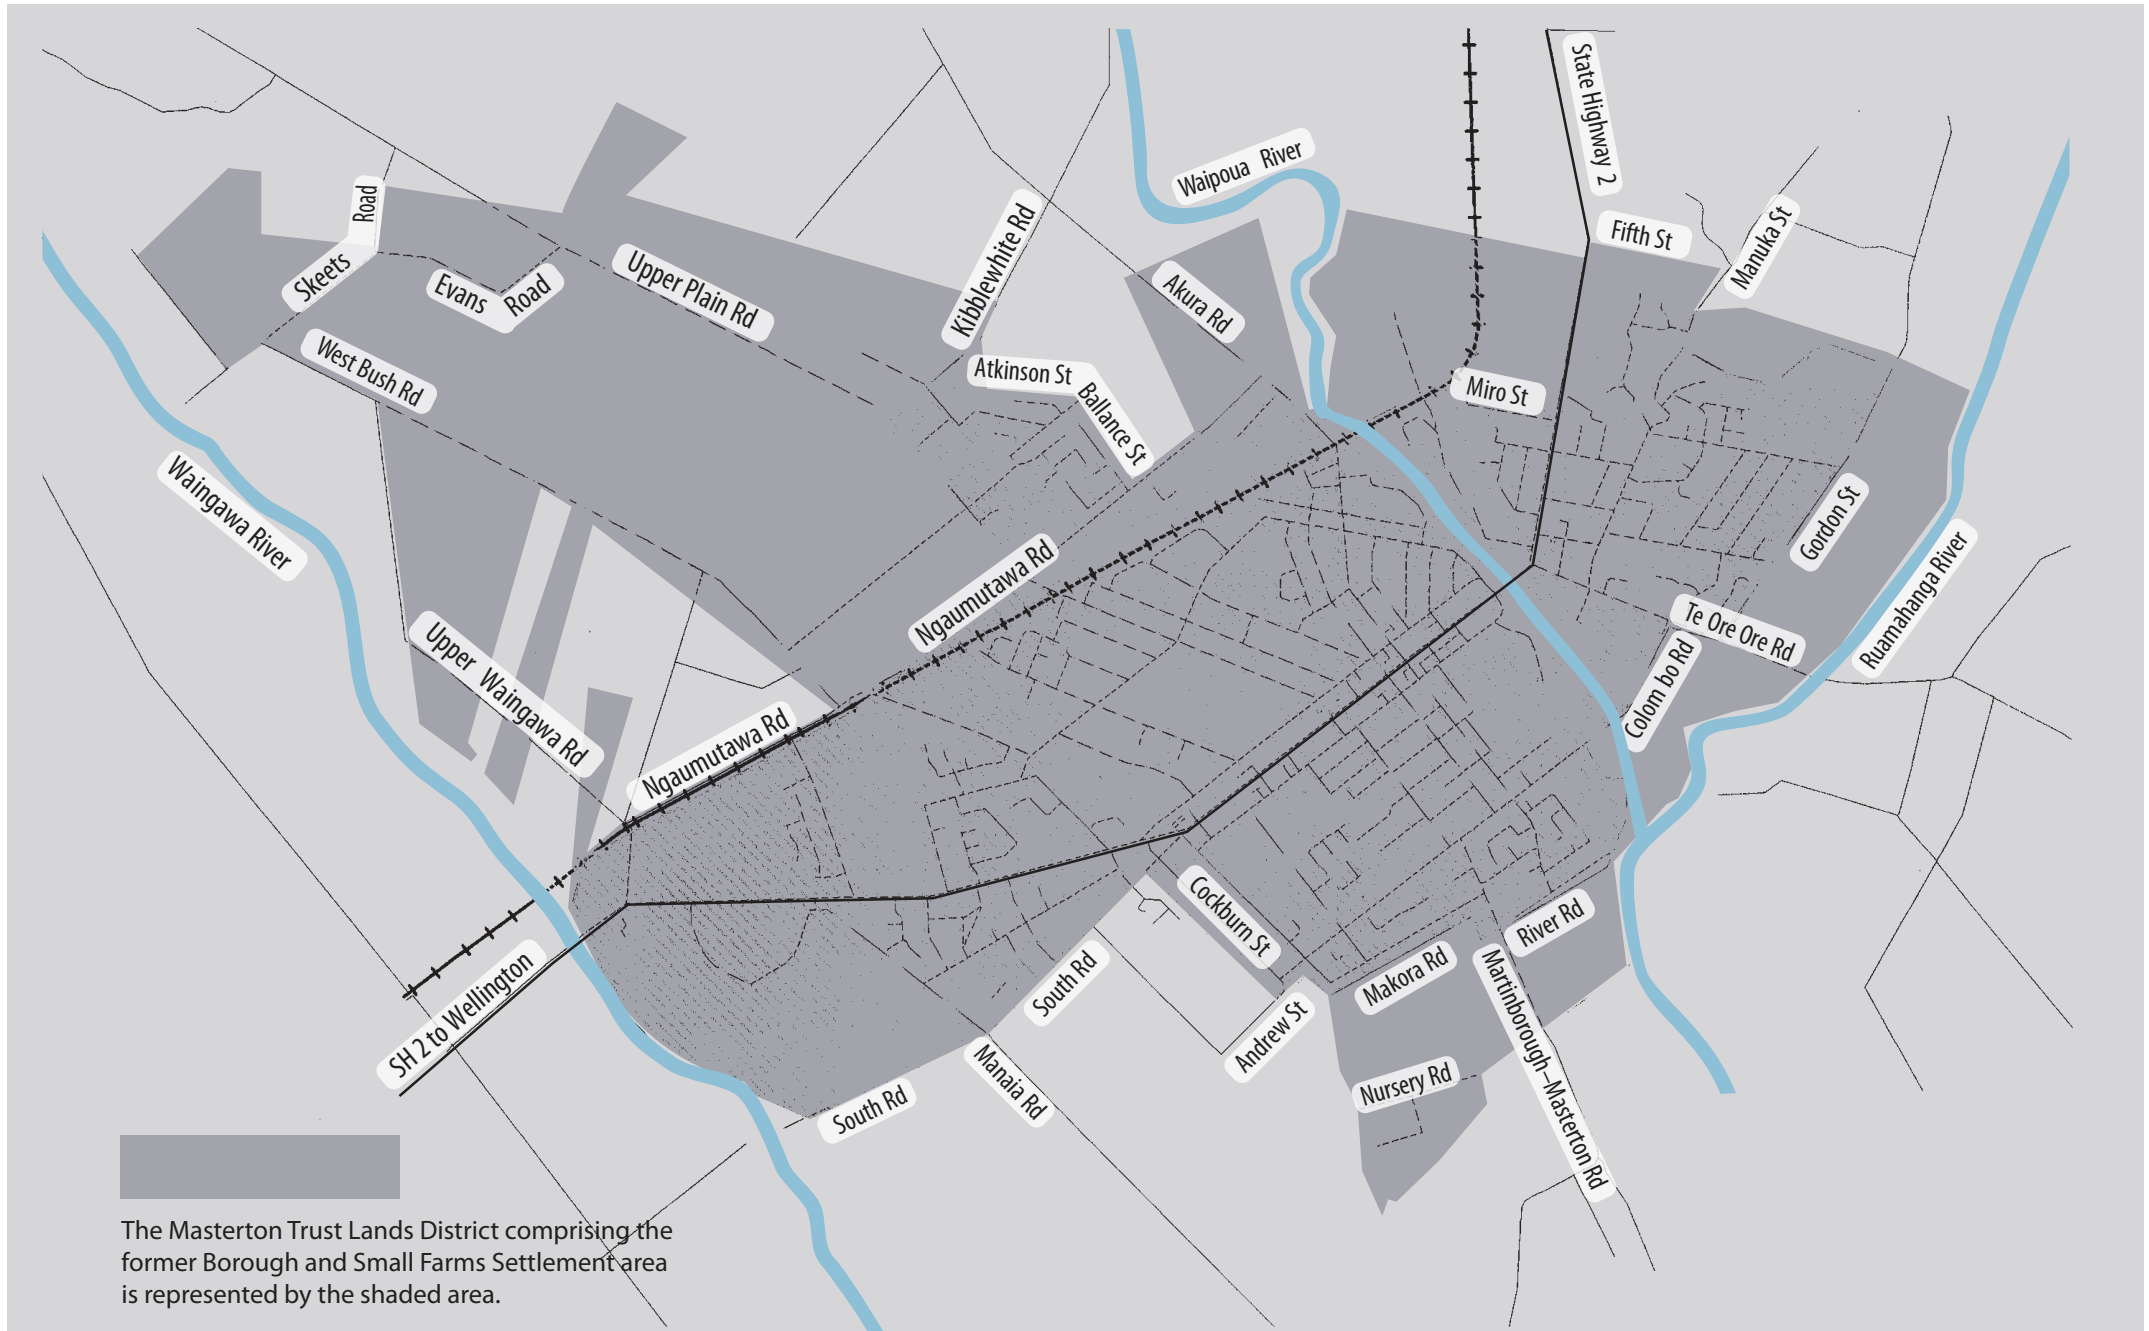 State Highway 2
Waipoua River
Road
Skeets
Evans Road
Upper Plain Rd
Kibblewhite Rd
Akura Rd
Fifth St
Manuka St
West Bush Rd
Atkinson St
Ballance St
Miro St
Waingawa River
Gordon St
Ngaumutawa Rd
Ruamahanga River
Te Ore Ore Rd
Colom bo Rd
Upper Waingawa Rd
Ngaumutawa Rd
Cockburn St
River Rd
SH 2 to Wellington
South Rd
Makora Rd
Martinborough–Masterton Rd
Andrew St
Manaia Rd
Nursery Rd
South Rd
The Masterton Trust Lands District comprising the
former Borough and Small Farms Settlement area
is represented by the shaded area.